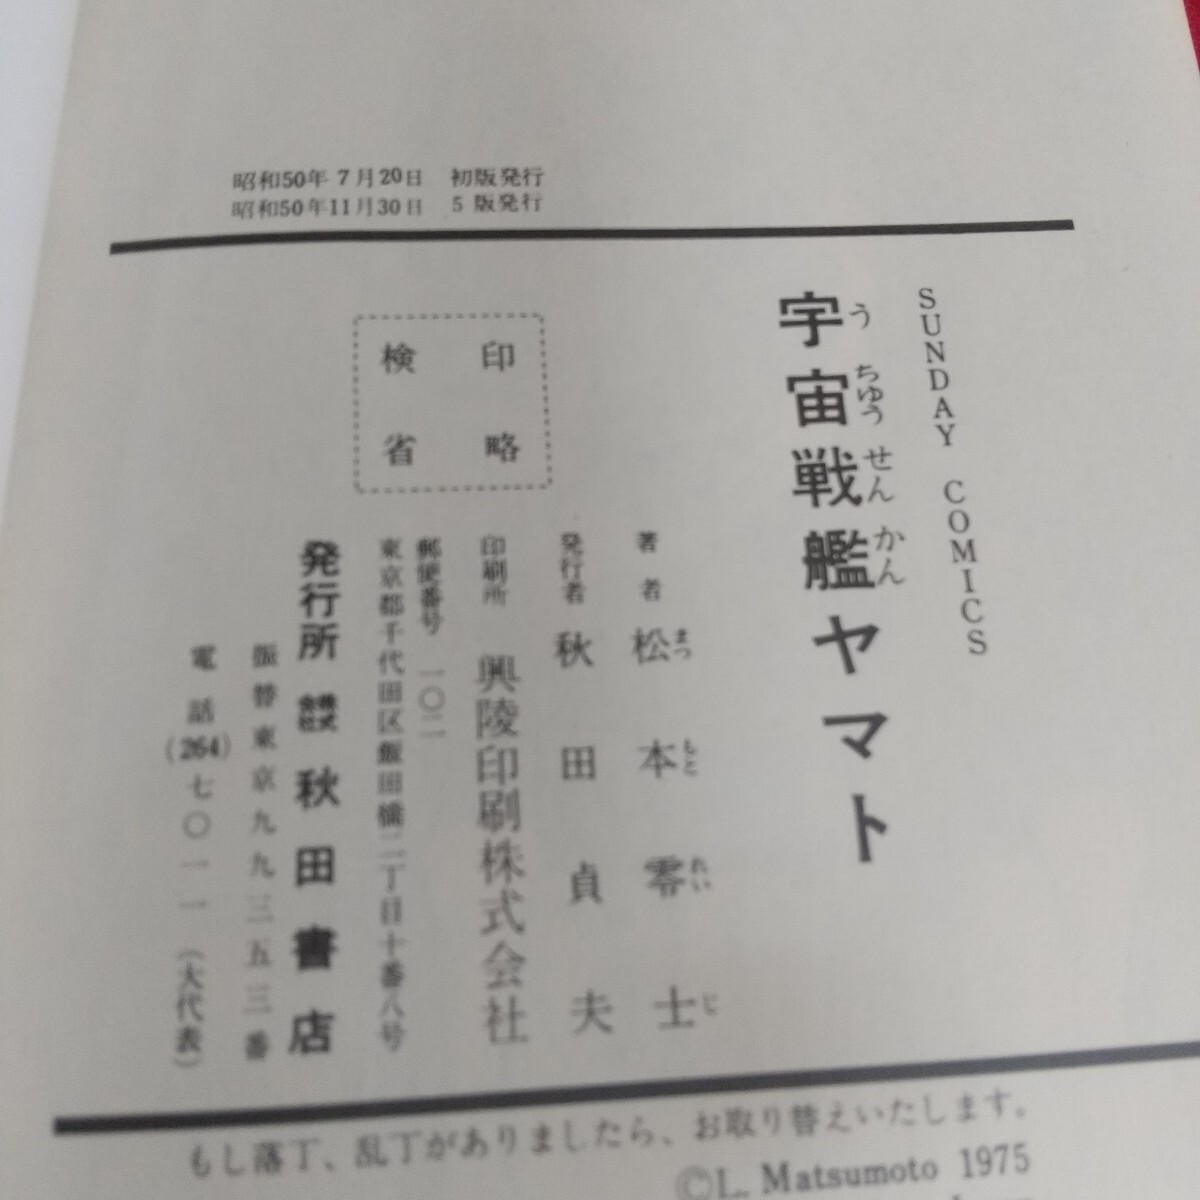 昭和50年7月20日 初版発行
昭和50年11月30日 5版発行
SUNDAY COMICS
宇宙戦艦ヤマト
うちゅうせんかん
検印
省略
著者 松本零士
まつもとれいじ
発行者 秋田貞夫
印刷所 興陵印刷株式会社
郵便番号 一〇二
東京都千代田区飯田橋二丁目十番八号
発行所 株式会社 秋田書店
振替東京九九三五三番
電話(264)七〇一一(大代表)
もし落丁、乱丁がありましたら、お取り替えいたします。
©L. Matsumoto 1975